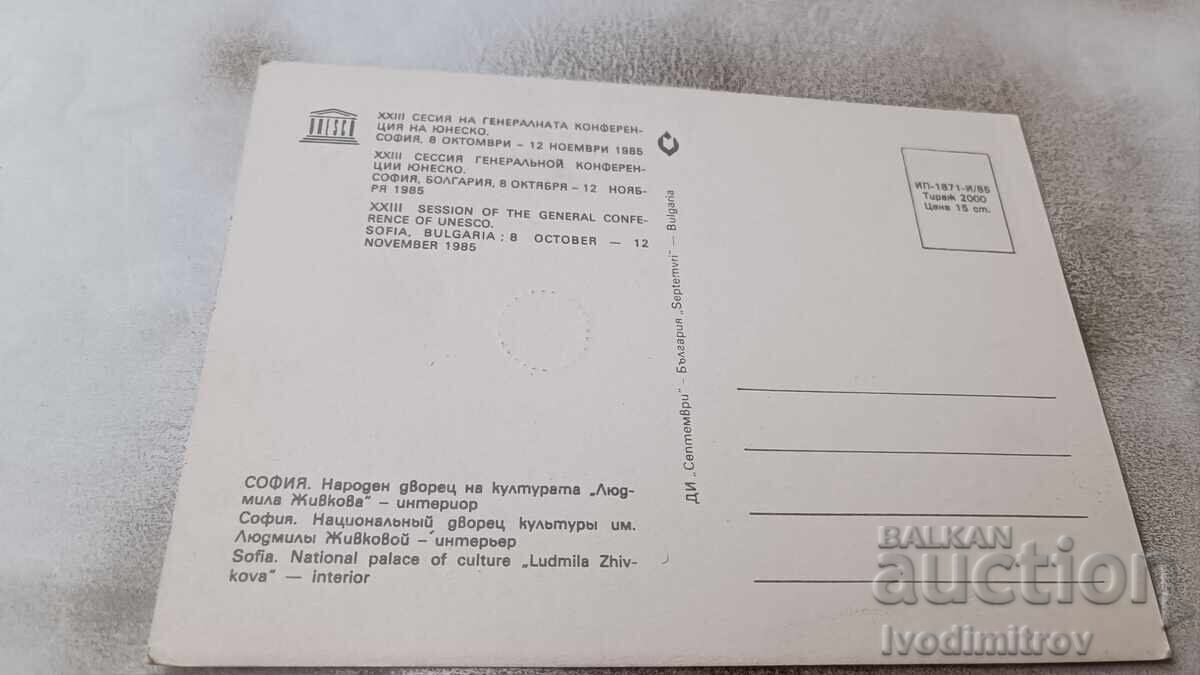 UNESCO
XXIII СЕСИЯ НА ГЕНЕРАЛНАТА КОНФЕРЕН-
ЦИЯ НА ЮНЕСКО.
СОФИЯ, 8 ОКТОМВРИ – 12 НОЕМВРИ 1985
XXIII СЕССИЯ ГЕНЕРАЛЬНОЙ КОНФЕРЕН-
ЦИИ ЮНЕСКО.
СОФИЯ, БОЛГАРИЯ, 8 ОКТЯБРЯ – 12 НОЯБ-
РЯ 1985
XXIII SESSION OF THE GENERAL CONFE-
RENCE OF UNESCO.
SOFIA, BULGARIA: 8 OCTOBER — 12
NOVEMBER 1985
СОФИЯ. Народен дворец на културата „Люд-
мила Живкова" – интериор
София. Национальный дворец культуры им.
Людмилы Живковой – интерьер
Sofia. National palace of culture „Ludmila Zhiv-
kova" — interior
ДИ „Септември" – България „Septemvri" — Bulgaria
ИП-1871-И/85
Тираж 2000
Цена 15 ст.
BALKAN
auction
Ivodimitrov